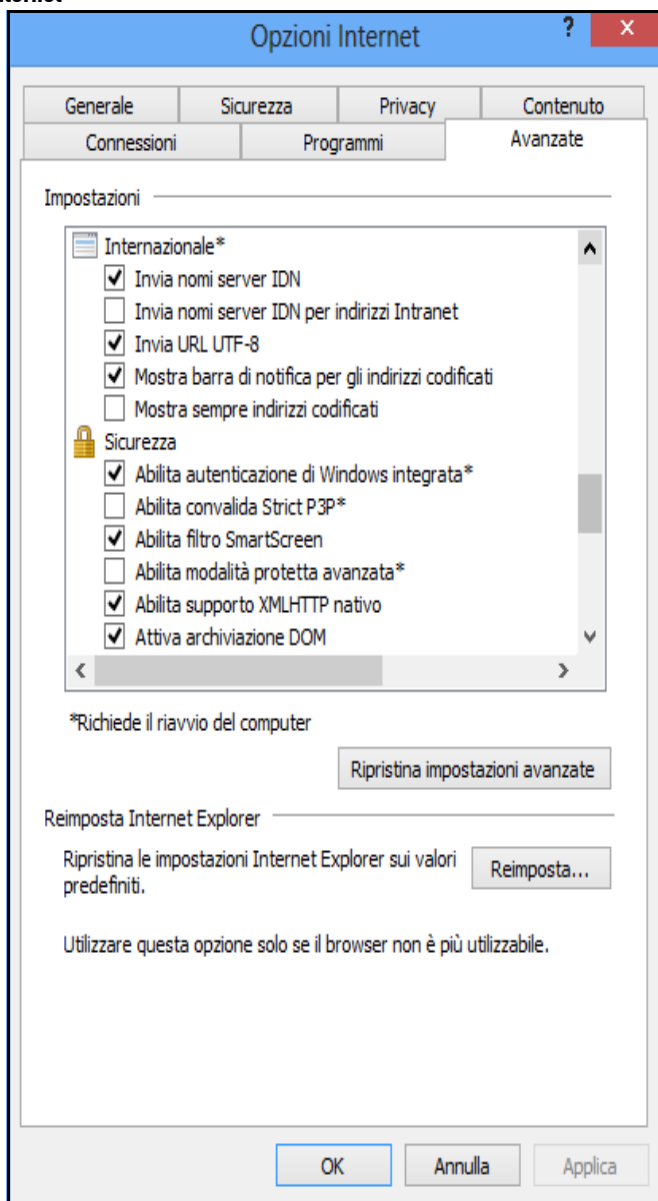 Opzioni Internet ? X
Generale Sicurezza Privacy Contenuto
Connessioni Programmi Avanzate
Impostazioni
Internazionale*
Invia nomi server IDN
Invia nomi server IDN per indirizzi Intranet
Invia URL UTF-8
Mostra barra di notifica per gli indirizzi codificati
Mostra sempre indirizzi codificati
Sicurezza
Abilita autenticazione di Windows integrata*
Abilita convalida Strict P3P*
Abilita filtro SmartScreen
Abilita modalità protetta avanzata*
Abilita supporto XMLHTTP nativo
Attiva archiviazione DOM
*Richiede il riavvio del computer
Ripristina impostazioni avanzate
Reimposta Internet Explorer
Ripristina le impostazioni Internet Explorer sui valori
predefiniti.
Reimposta...
Utilizzare questa opzione solo se il browser non è più utilizzabile.
OK Annulla Applica